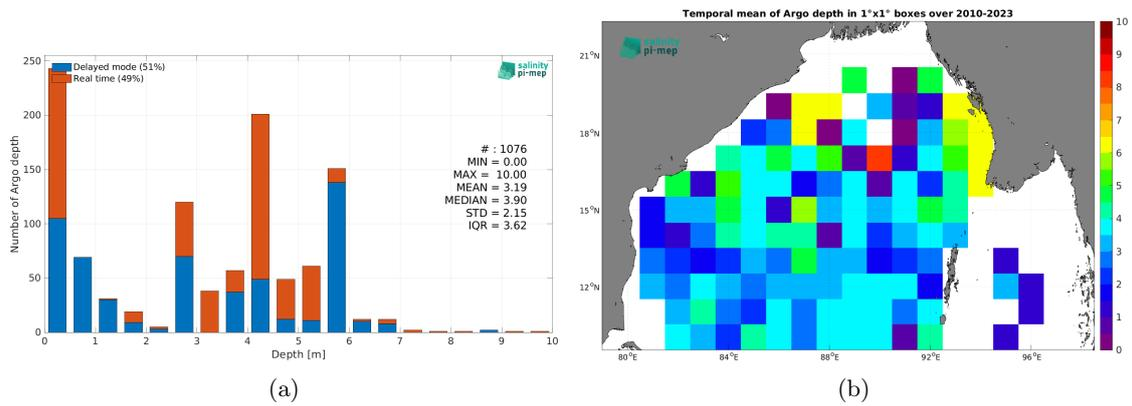 250
200
150
100
50
0
Number of Argo depth
Delayed mode (51%)
Real time (49%)
salinity
pi-mep
# : 1076
MIN = 0.00
MAX = 10.00
MEAN = 3.19
MEDIAN = 3.90
STD = 2.15
IQR = 3.62
0 1 2 3 4 5 6 7 8 9 10
Depth [m]
(a)
Temporal mean of Argo depth in 1°x1° boxes over 2010-2023
salinity
pi-mep
21°N
18°N
15°N
12°N
80°E 84°E 88°E 92°E 96°E
10
9
8
7
6
5
4
3
2
1
0
(b)